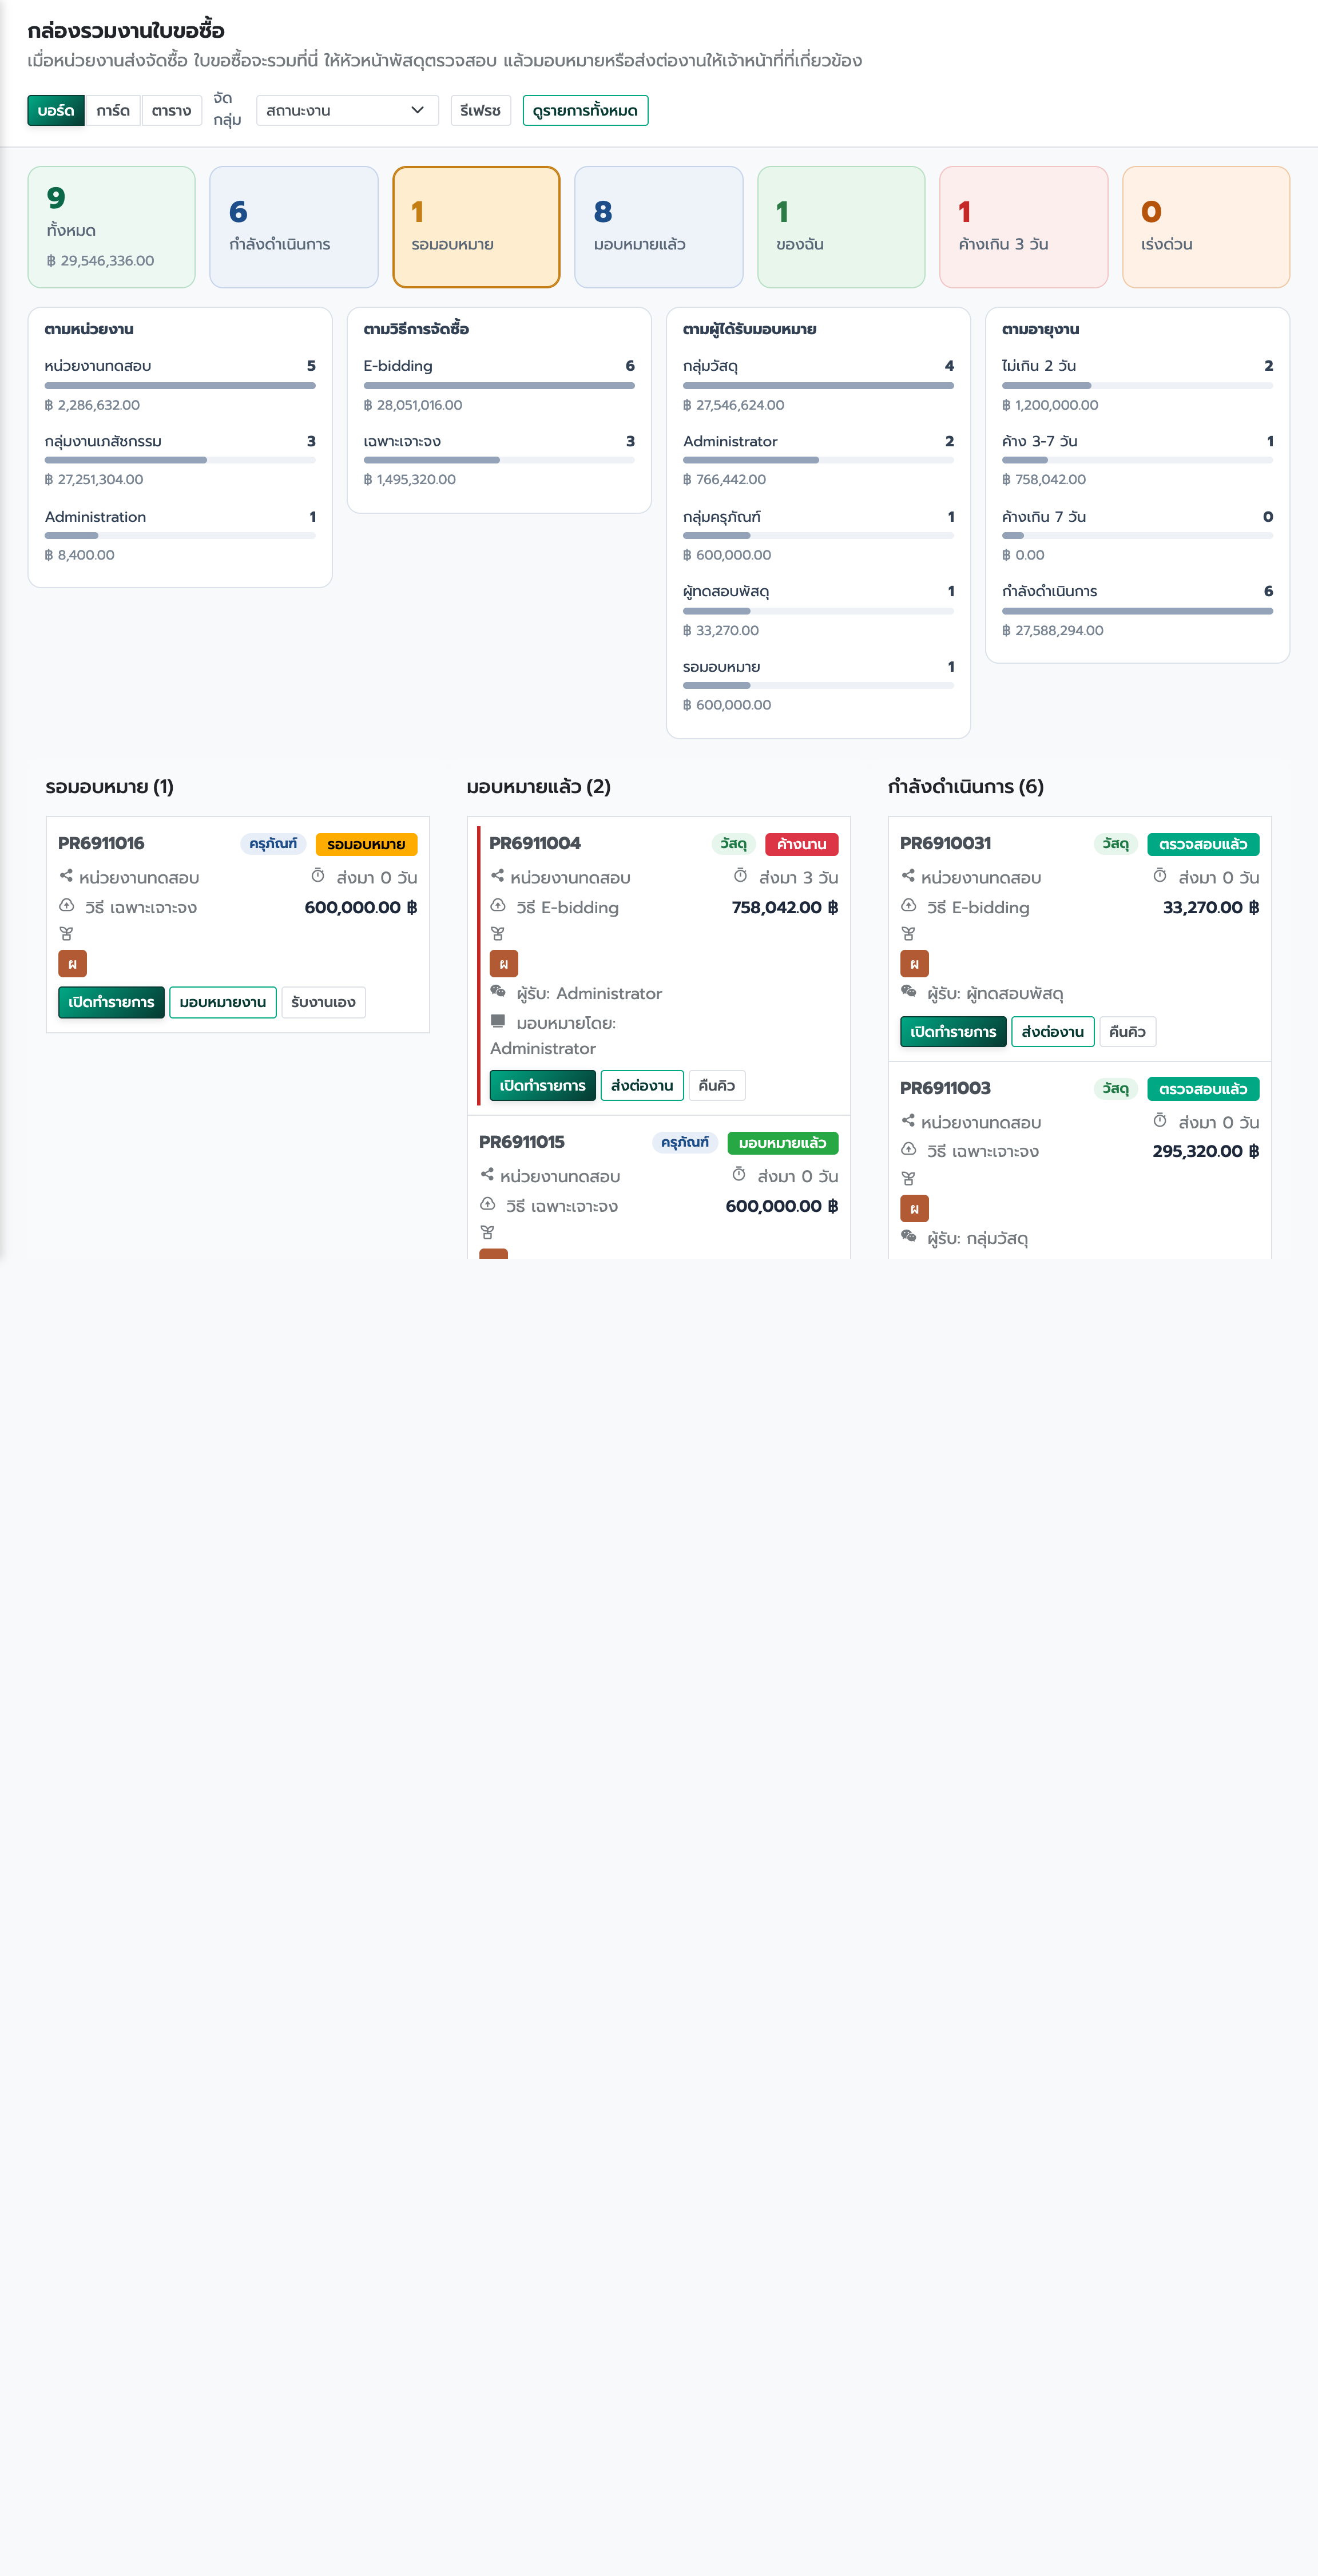 กล่องรวมงานใบขอซื้อ
เมื่อหน่วยงานส่งจัดซื้อ ใบขอซื้อจะรวมที่นี่ ให้หัวหน้าพัสดุตรวจสอบ แล้วมอบหมายหรือส่งต่องานให้เจ้าหน้าที่ที่เกี่ยวข้อง
บอร์ด การ์ด ตาราง จัดกลุ่ม สถานะงาน รีเฟรช ดูรายการทั้งหมด
9
ทั้งหมด
฿ 29,546,336.00
6
กำลังดำเนินการ
1
รอมอบหมาย
8
มอบหมายแล้ว
1
ของฉัน
1
ค้างเกิน 3 วัน
0
เร่งด่วน
ตามหน่วยงาน
หน่วยงานทดสอบ 5
฿ 2,286,632.00
กลุ่มงานเภสัชกรรม 3
฿ 27,251,304.00
Administration 1
฿ 8,400.00
ตามวิธีการจัดซื้อ
E-bidding 6
฿ 28,051,016.00
เฉพาะเจาะจง 3
฿ 1,495,320.00
ตามผู้ได้รับมอบหมาย
กลุ่มวัสดุ 4
฿ 27,546,624.00
Administrator 2
฿ 766,442.00
กลุ่มครุภัณฑ์ 1
฿ 600,000.00
ผู้ทดสอบพัสดุ 1
฿ 33,270.00
รอมอบหมาย 1
฿ 600,000.00
ตามอายุงาน
ไม่เกิน 2 วัน 2
฿ 1,200,000.00
ค้าง 3-7 วัน 1
฿ 758,042.00
ค้างเกิน 7 วัน 0
฿ 0.00
กำลังดำเนินการ 6
฿ 27,588,294.00
รอมอบหมาย (1)
PR6911016 ครุภัณฑ์ รอมอบหมาย
หน่วยงานทดสอบ ส่งมา 0 วัน
วิธี เฉพาะเจาะจง 600,000.00 ฿
ผ
เปิดทำรายการ มอบหมายงาน รับงานเอง
มอบหมายแล้ว (2)
PR6911004 วัสดุ ค้างนาน
หน่วยงานทดสอบ ส่งมา 3 วัน
วิธี E-bidding 758,042.00 ฿
ผ
ผู้รับ: Administrator
มอบหมายโดย:
Administrator
เปิดทำรายการ ส่งต่องาน คืนคิว
PR6911015 ครุภัณฑ์ มอบหมายแล้ว
หน่วยงานทดสอบ ส่งมา 0 วัน
วิธี เฉพาะเจาะจง 600,000.00 ฿
กำลังดำเนินการ (6)
PR6910031 วัสดุ ตรวจสอบแล้ว
หน่วยงานทดสอบ ส่งมา 0 วัน
วิธี E-bidding 33,270.00 ฿
ผ
ผู้รับ: ผู้ทดสอบพัสดุ
เปิดทำรายการ ส่งต่องาน คืนคิว
PR6911003 วัสดุ ตรวจสอบแล้ว
หน่วยงานทดสอบ ส่งมา 0 วัน
วิธี เฉพาะเจาะจง 295,320.00 ฿
ผ
ผู้รับ: กลุ่มวัสดุ